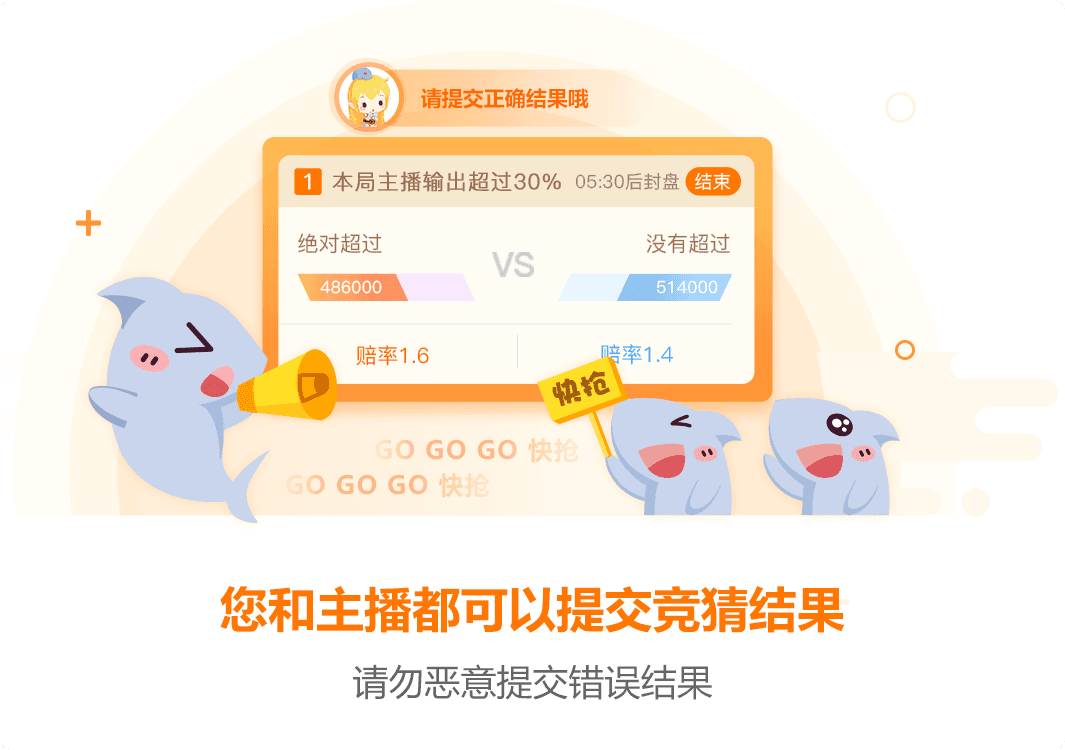 请提交正确结果哦
1 本局主播输出超过30% 05:30后封盘 结束
绝对超过 VS 没有超过
486000 514000
赔率1.6 赔率1.4
快抢
GO GO GO 快抢
GO GO GO 快抢
您和主播都可以提交竞猜结果
请勿恶意提交错误结果